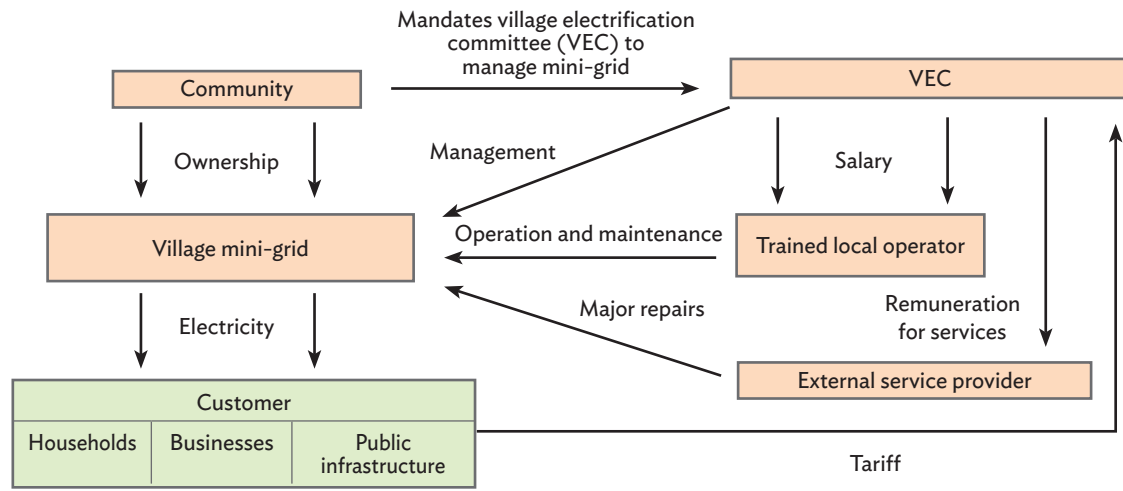 Mandates village electrification
committee (VEC) to
manage mini-grid
Community
VEC
Ownership
Management
Salary
Village mini-grid
Operation and maintenance
Trained local operator
Electricity
Major repairs
Remuneration
for services
External service provider
Customer
Households
Businesses
Public
infrastructure
Tariff